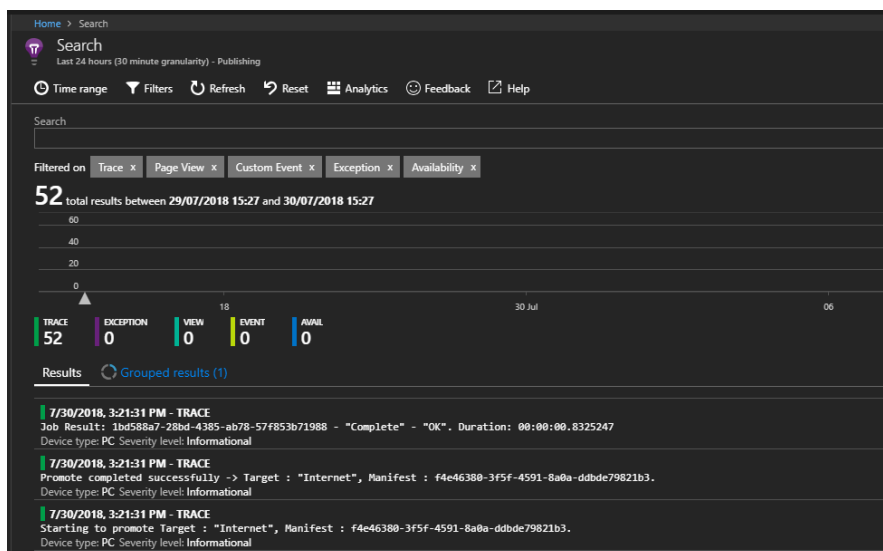 Home > Search
Search
Last 24 hours (30 minute granularity) - Publishing
Time range Filters Refresh Reset Analytics Feedback Help
Search
Filtered on Trace x Page View x Custom Event x Exception x Availability x
52 total results between 29/07/2018 15:27 and 30/07/2018 15:27
60
40
20
0
18 30 Jul 06
TRACE EXCEPTION VIEW EVENT AVAIL
52 0 0 0 0
Results Grouped results (1)
7/30/2018, 3:21:31 PM - TRACE
Job Result: 1bd588a7-28bd-4385-ab78-57f853b71988 - "Complete" - "OK". Duration: 00:00:00.8325247
Device type: PC Severity level: Informational
7/30/2018, 3:21:31 PM - TRACE
Promote completed successfully -> Target : "Internet", Manifest : f4e46380-3f5f-4591-8a0a-ddbde79821b3.
Device type: PC Severity level: Informational
7/30/2018, 3:21:31 PM - TRACE
Starting to promote Target : "Internet", Manifest : f4e46380-3f5f-4591-8a0a-ddbde79821b3.
Device type: PC Severity level: Informational